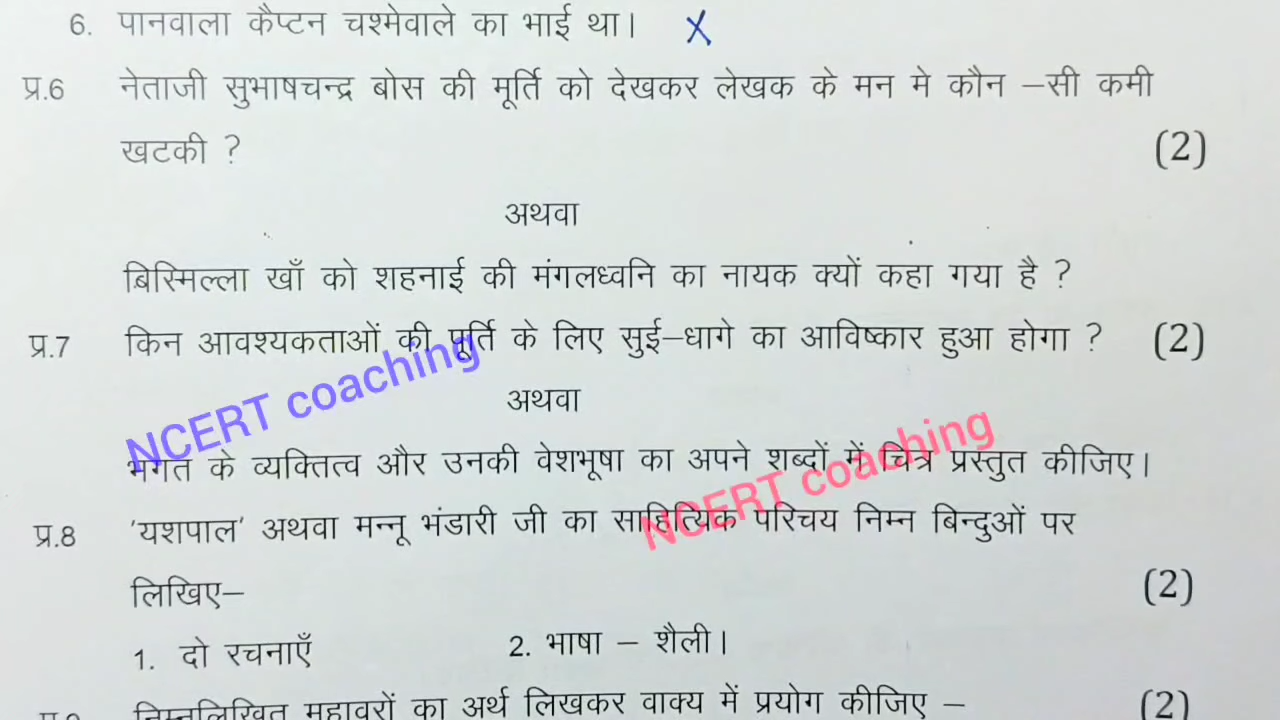 6. पानवाला कैप्टन चश्मेवाले का भाई था। X
प्र.6 नेताजी सुभाषचन्द्र बोस की मूर्ति को देखकर लेखक के मन मे कौन –सी कमी
खटकी ? (2)
अथवा
बिस्मिल्ला खाँ को शहनाई की मंगलध्वनि का नायक क्यों कहा गया है ?
प्र.7 किन आवश्यकताओं की पूर्ति के लिए सुई–धागे का आविष्कार हुआ होगा ? (2)
NCERT coaching
अथवा
भगत के व्यक्तित्व और उनकी वेशभूषा का अपने शब्दों में चित्र प्रस्तुत कीजिए।
NCERT coaching
प्र.8 'यशपाल' अथवा मन्नू भंडारी जी का साहित्यिक परिचय निम्न बिन्दुओं पर
लिखिए– (2)
1. दो रचनाएँ 2. भाषा – शैली।
निम्नलिखित मुहावरों का अर्थ लिखकर वाक्य में प्रयोग कीजिए – (2)